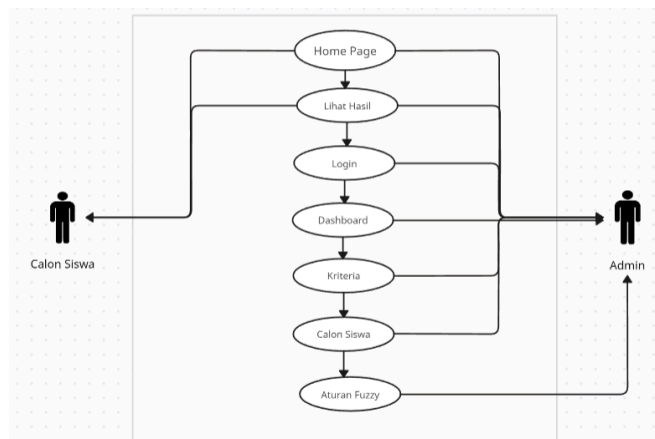 Home Page
Lihat Hasil
Login
Dashboard
Kriteria
Calon Siswa
Aturan Fuzzy
Calon Siswa
Admin